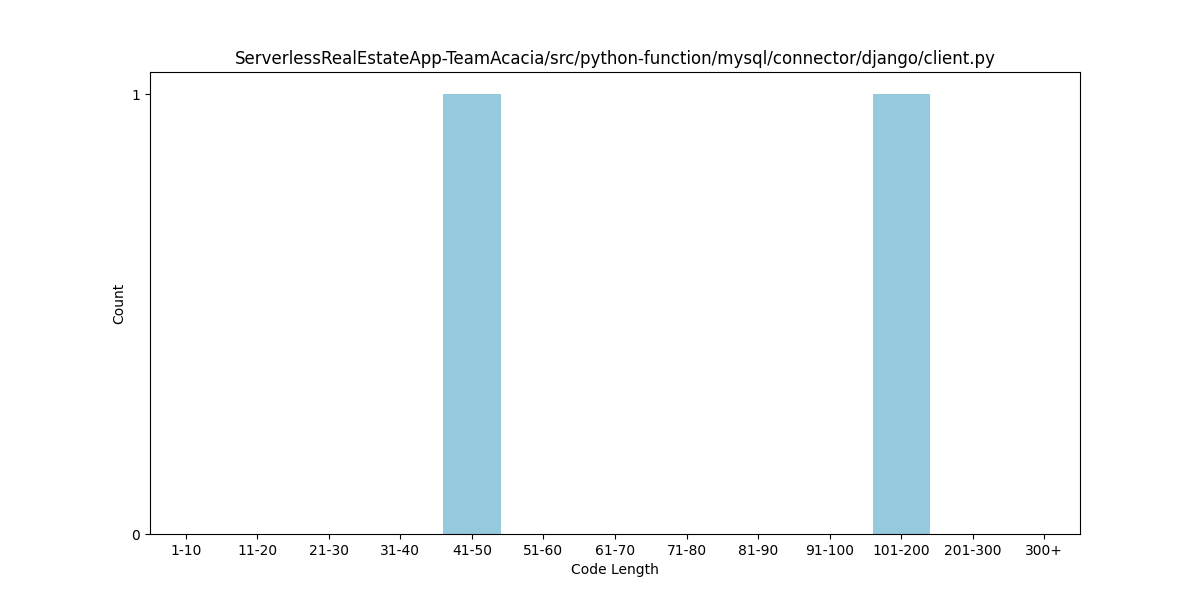 ServerlessRealEstateApp-TeamAcacia/src/python-function/mysql/connector/django/client.py
Count
1
0
1-10 11-20 21-30 31-40 41-50 51-60 61-70 71-80 81-90 91-100 101-200 201-300 300+
Code Length